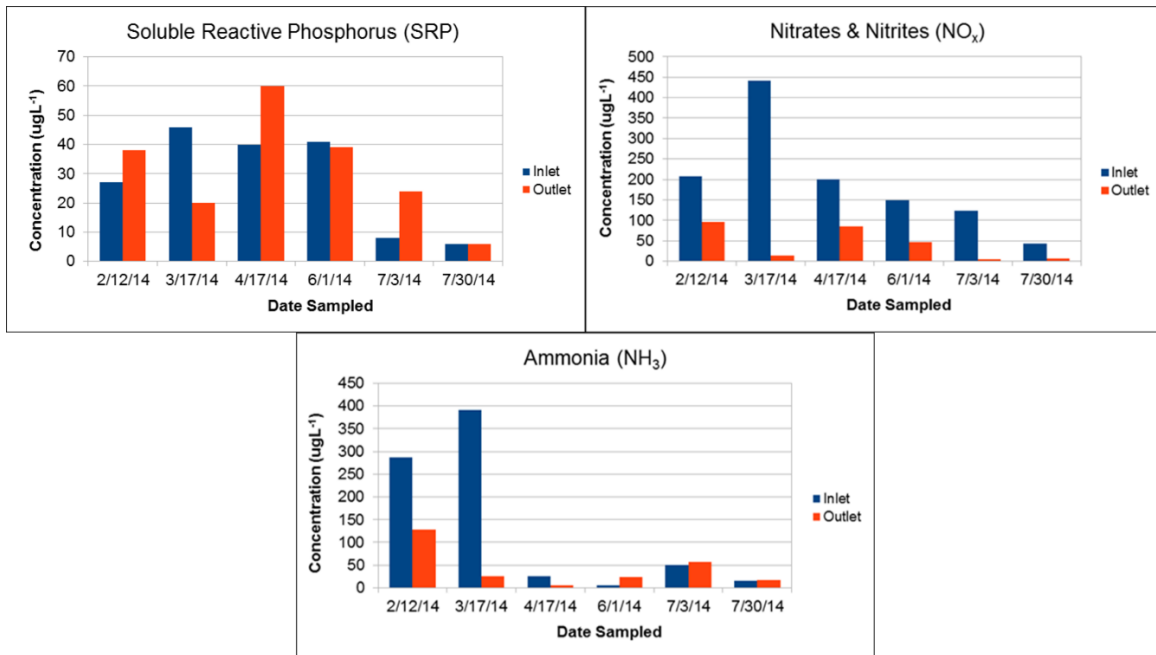 Soluble Reactive Phosphorus (SRP)
Concentration (ugL⁻¹)
70
60
50
40
30
20
10
0
2/12/14 3/17/14 4/17/14 6/1/14 7/3/14 7/30/14
Date Sampled
Inlet
Outlet
Nitrates & Nitrites (NOₓ)
Concentration (ugL⁻¹)
500
450
400
350
300
250
200
150
100
50
0
2/12/14 3/17/14 4/17/14 6/1/14 7/3/14 7/30/14
Date Sampled
Inlet
Outlet
Ammonia (NH₃)
Concentration (ugL⁻¹)
450
400
350
300
250
200
150
100
50
0
2/12/14 3/17/14 4/17/14 6/1/14 7/3/14 7/30/14
Date Sampled
Inlet
Outlet